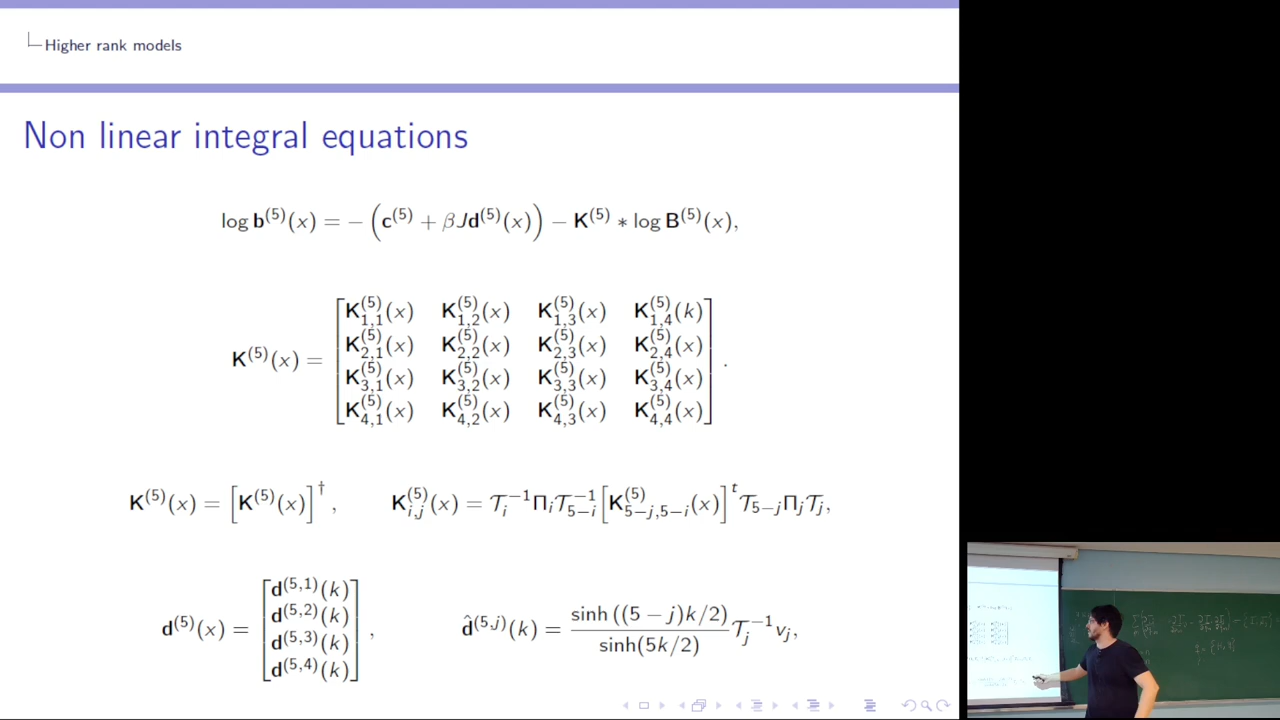 Higher rank models
Non linear integral equations
log b^(5)(x) = − (c^(5) + βJd^(5)(x)) − K^(5) ∗ log B^(5)(x),
K^(5)(x) = [K^(5)_{1,1}(x) K^(5)_{1,2}(x) K^(5)_{1,3}(x) K^(5)_{1,4}(k)
K^(5)_{2,1}(x) K^(5)_{2,2}(x) K^(5)_{2,3}(x) K^(5)_{2,4}(x)
K^(5)_{3,1}(x) K^(5)_{3,2}(x) K^(5)_{3,3}(x) K^(5)_{3,4}(x)
K^(5)_{4,1}(x) K^(5)_{4,2}(x) K^(5)_{4,3}(x) K^(5)_{4,4}(x)] .
K^(5)(x) = [K^(5)(x)]^†, K^(5)_{i,j}(x) = 𝒯_i^{−1}Π_i𝒯_{5−i}^{−1}[K^(5)_{5−j,5−i}(x)]^t 𝒯_{5−j}Π_j𝒯_j,
d^(5)(x) = [d^(5,1)(k)
d^(5,2)(k)
d^(5,3)(k)
d^(5,4)(k)] , d̂^(5,j)(k) = sinh ((5 − j)k/2) / sinh(5k/2) 𝒯_j^{−1}v_j,